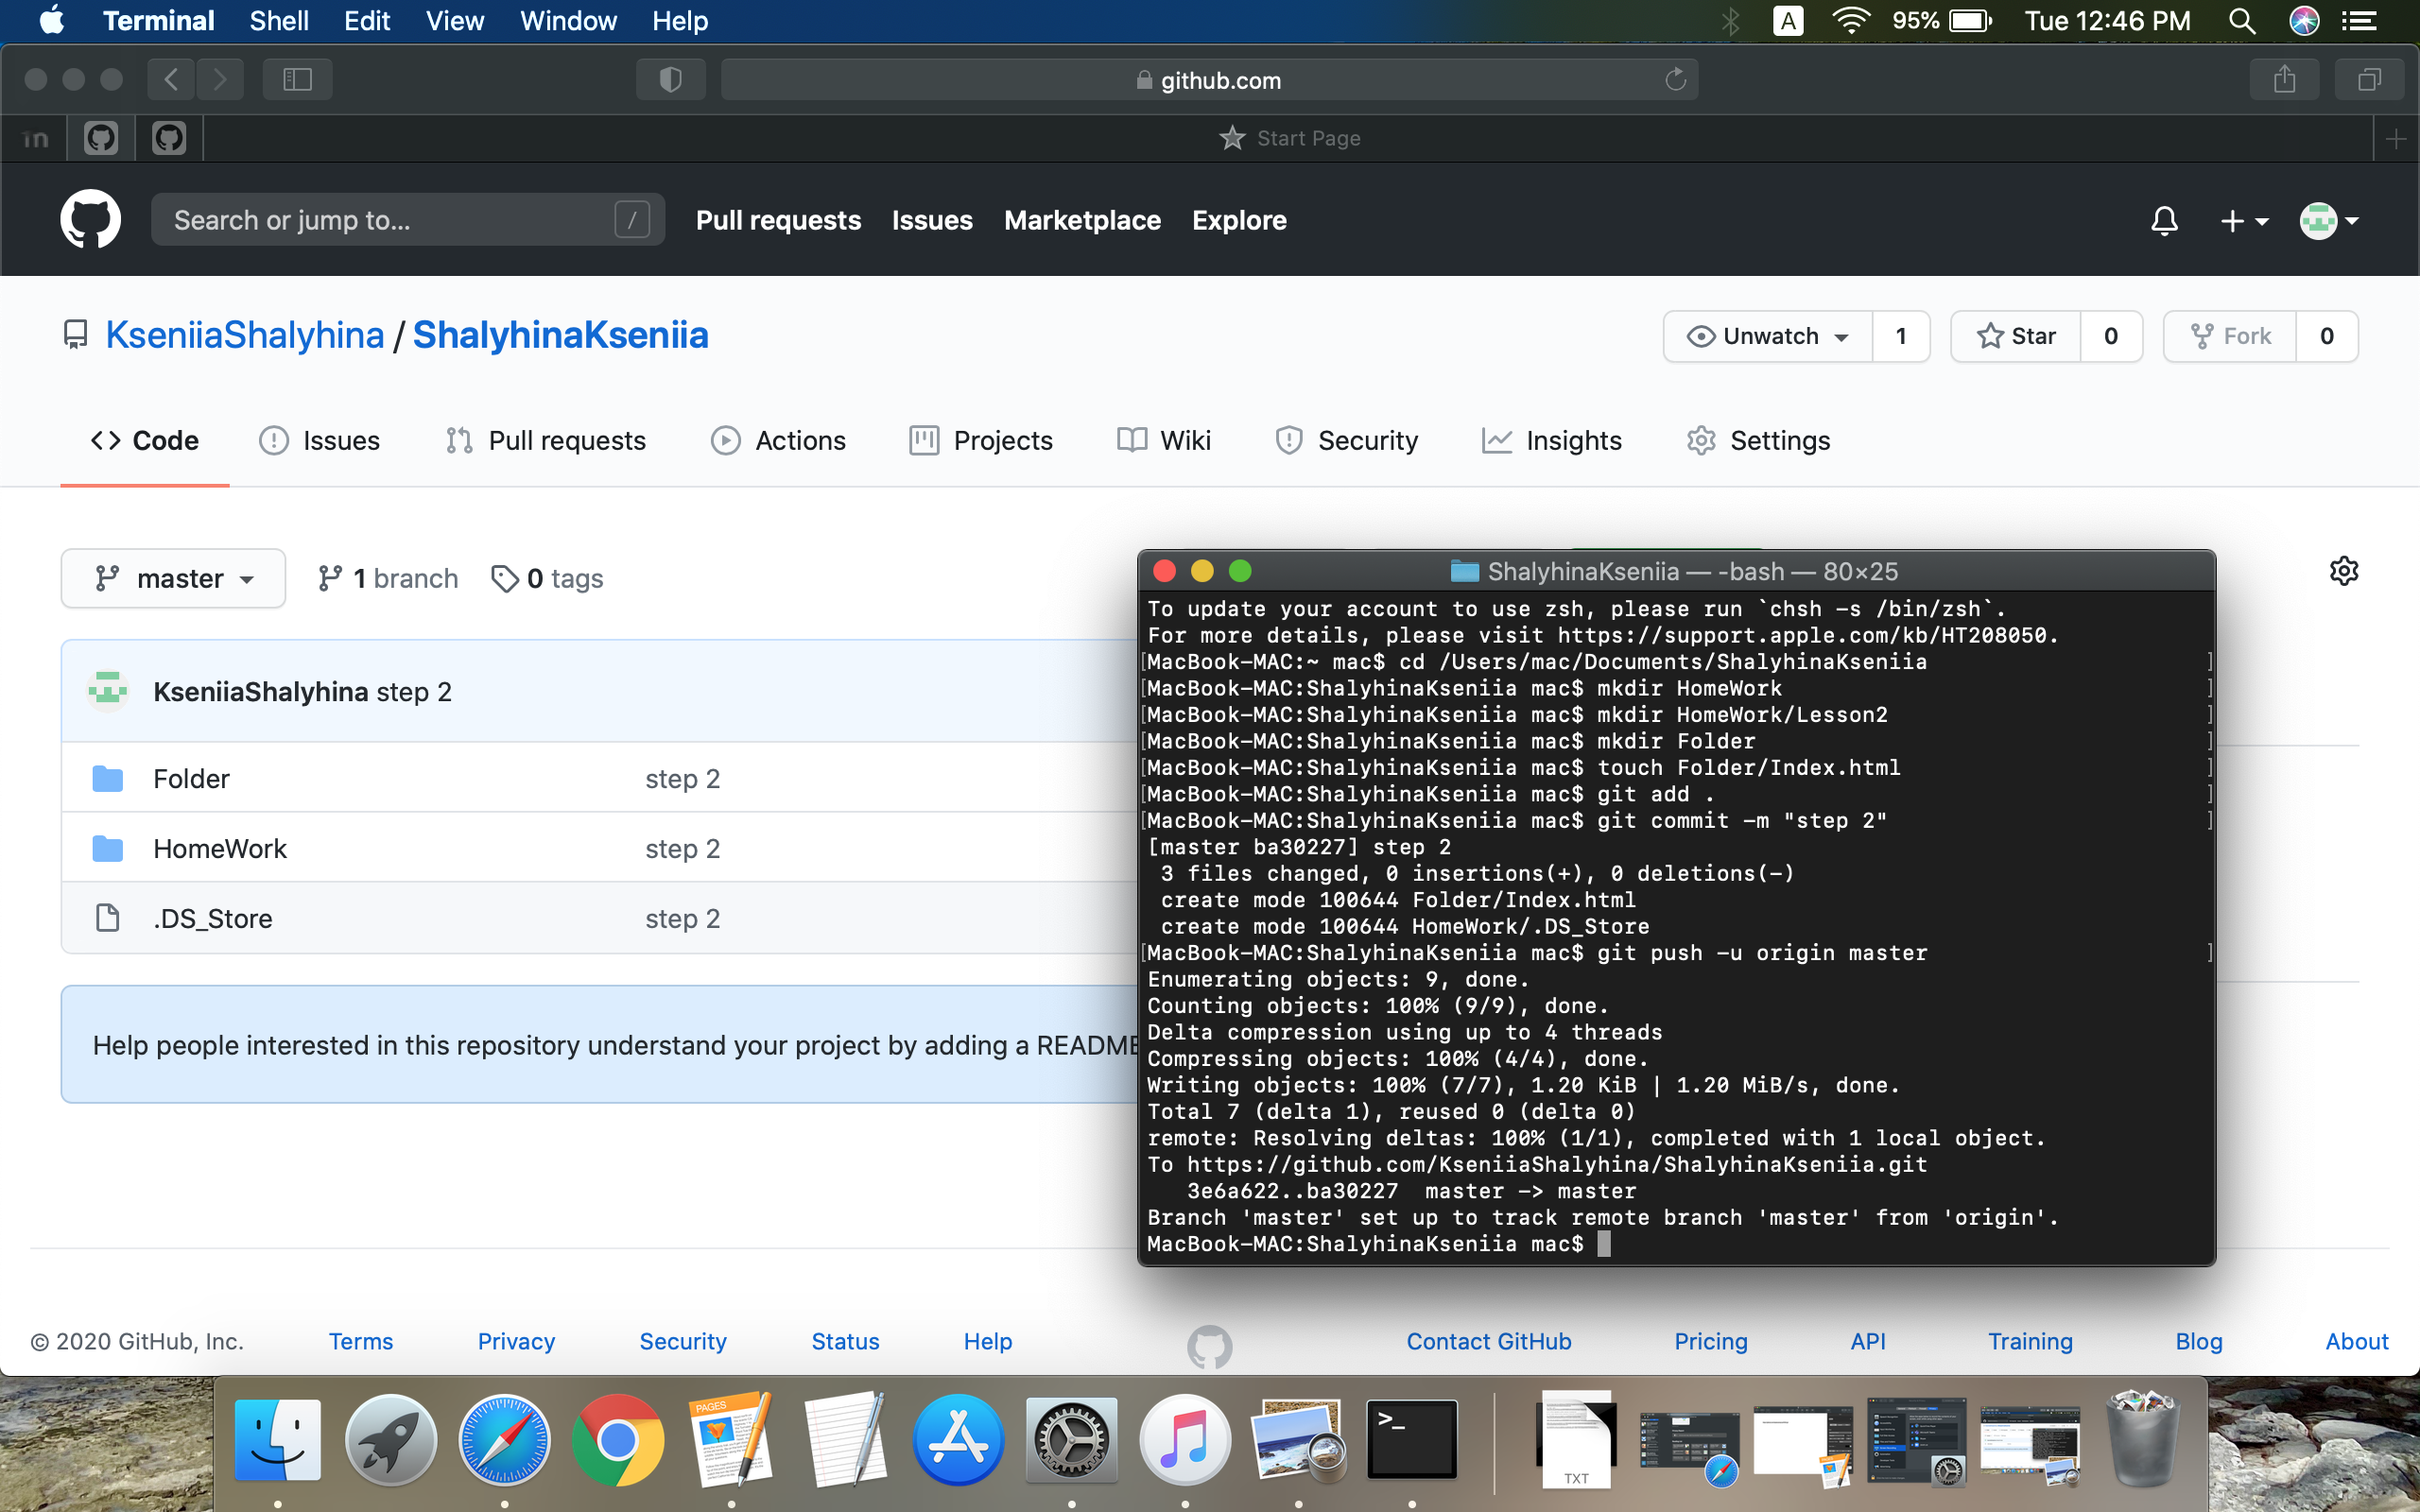 Terminal Shell Edit View Window Help A 95% Tue 12:46 PM
github.com
in Start Page
Search or jump to... / Pull requests Issues Marketplace Explore
KseniiaShalyhina / ShalyhinaKseniia Unwatch 1 Star 0 Fork 0
Code Issues Pull requests Actions Projects Wiki Security Insights Settings
master 1 branch 0 tags
KseniiaShalyhina step 2
Folder step 2
HomeWork step 2
.DS_Store step 2
Help people interested in this repository understand your project by adding a README
ShalyhinaKseniia — -bash — 80×25
To update your account to use zsh, please run `chsh -s /bin/zsh`.
For more details, please visit https://support.apple.com/kb/HT208050.
[MacBook-MAC:~ mac$ cd /Users/mac/Documents/ShalyhinaKseniia ]
[MacBook-MAC:ShalyhinaKseniia mac$ mkdir HomeWork ]
[MacBook-MAC:ShalyhinaKseniia mac$ mkdir HomeWork/Lesson2 ]
[MacBook-MAC:ShalyhinaKseniia mac$ mkdir Folder ]
[MacBook-MAC:ShalyhinaKseniia mac$ touch Folder/Index.html ]
[MacBook-MAC:ShalyhinaKseniia mac$ git add . ]
[MacBook-MAC:ShalyhinaKseniia mac$ git commit -m "step 2" ]
[master ba30227] step 2
3 files changed, 0 insertions(+), 0 deletions(-)
create mode 100644 Folder/Index.html
create mode 100644 HomeWork/.DS_Store
[MacBook-MAC:ShalyhinaKseniia mac$ git push -u origin master ]
Enumerating objects: 9, done.
Counting objects: 100% (9/9), done.
Delta compression using up to 4 threads
Compressing objects: 100% (4/4), done.
Writing objects: 100% (7/7), 1.20 KiB | 1.20 MiB/s, done.
Total 7 (delta 1), reused 0 (delta 0)
remote: Resolving deltas: 100% (1/1), completed with 1 local object.
To https://github.com/KseniiaShalyhina/ShalyhinaKseniia.git
3e6a622..ba30227 master -> master
Branch 'master' set up to track remote branch 'master' from 'origin'.
MacBook-MAC:ShalyhinaKseniia mac$
© 2020 GitHub, Inc. Terms Privacy Security Status Help Contact GitHub Pricing API Training Blog About
PAGES
>_
TXT